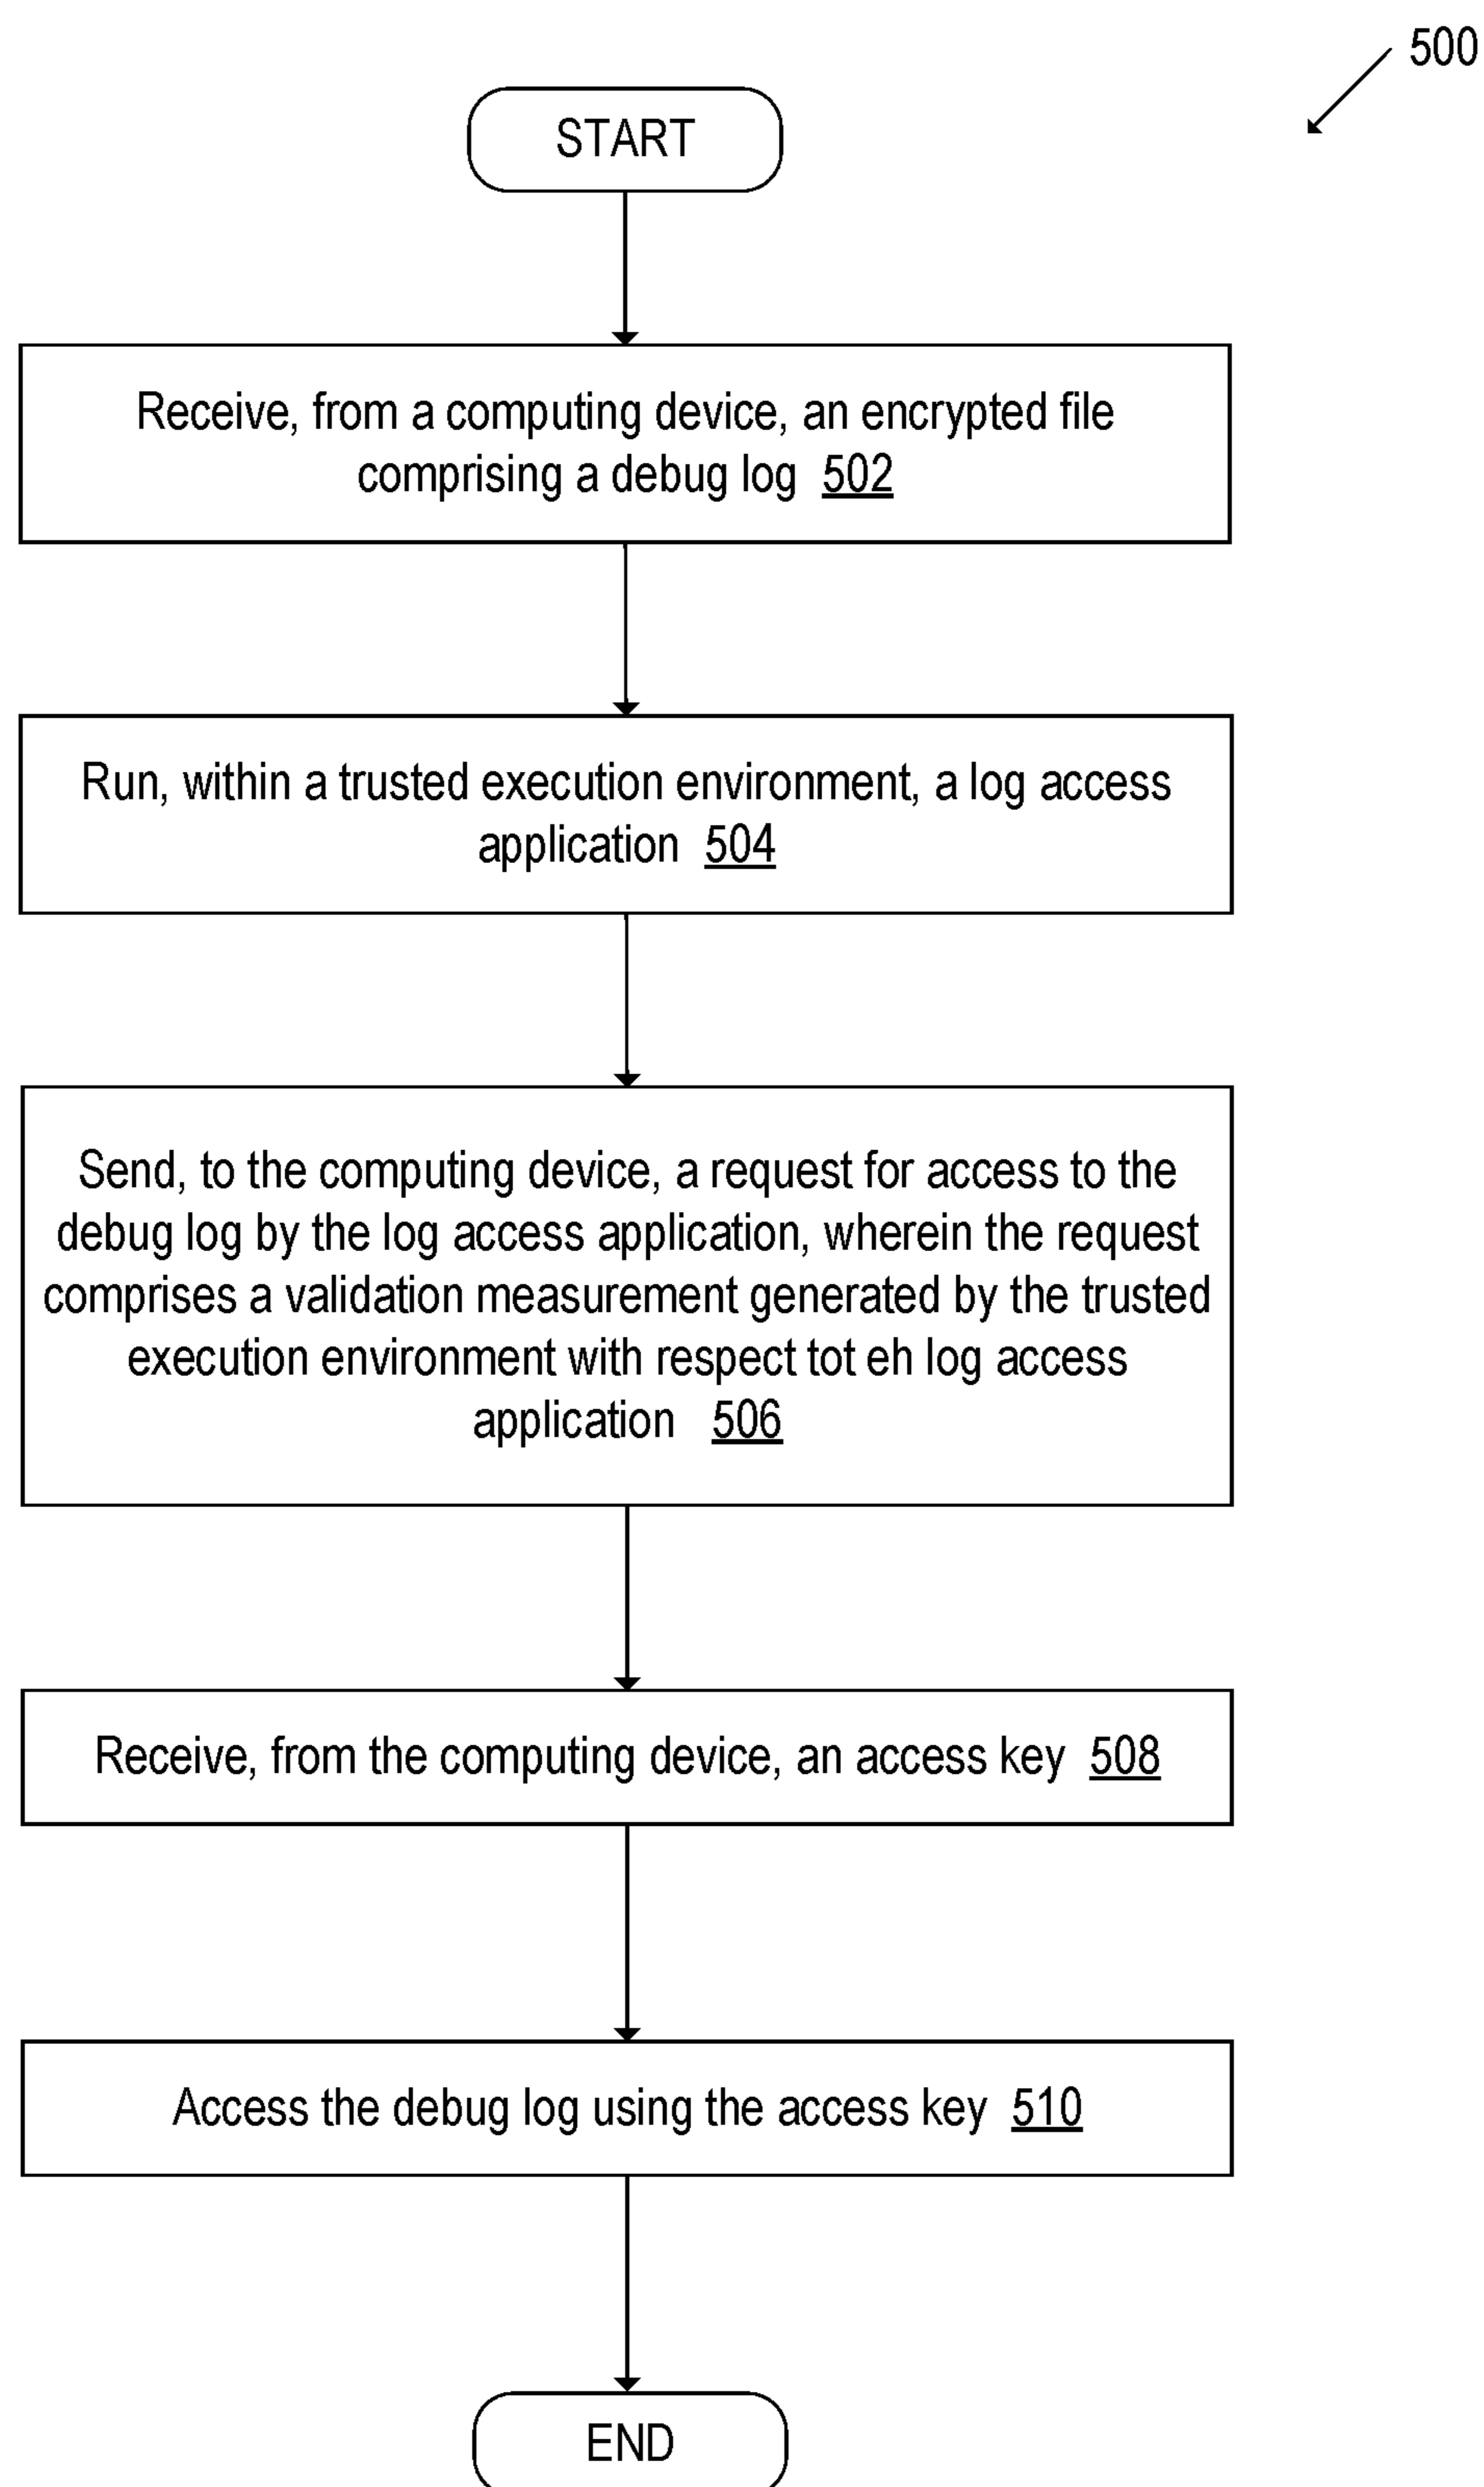 500
START
Receive, from a computing device, an encrypted file
comprising a debug log 502
Run, within a trusted execution environment, a log access
application 504
Send, to the computing device, a request for access to the
debug log by the log access application, wherein the request
comprises a validation measurement generated by the trusted
execution environment with respect tot eh log access
application 506
Receive, from the computing device, an access key 508
Access the debug log using the access key 510
END